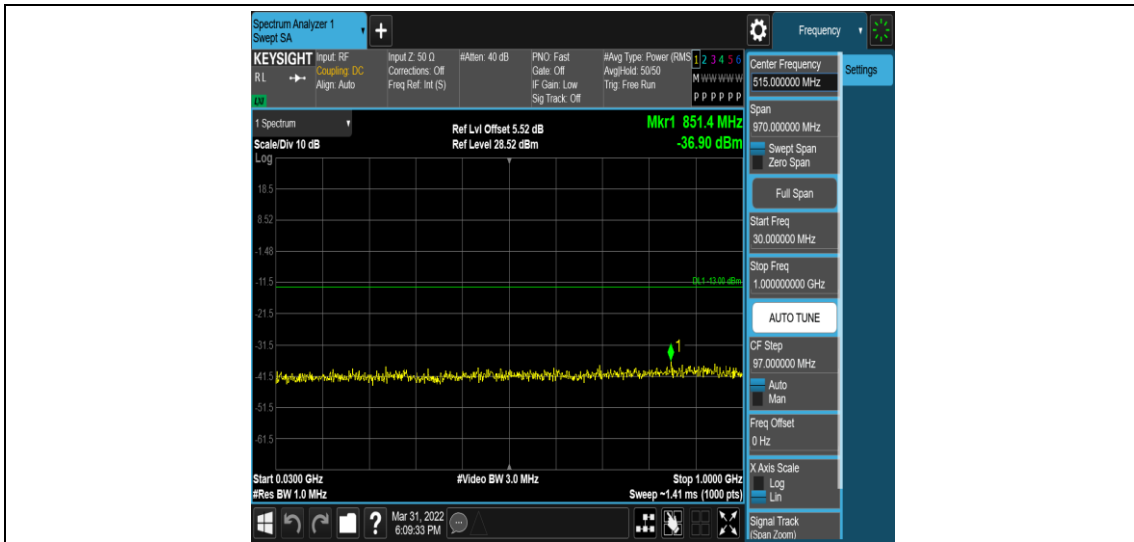 Spectrum Analyzer 1
Swept SA
+
Frequency
KEYSIGHT
RL
LXI
Input: RF
Coupling: DC
Align: Auto
Input Z: 50 Ω
Corrections: Off
Freq Ref: Int (S)
#Atten: 40 dB
PNO: Fast
Gate: Off
IF Gain: Low
Sig Track: Off
#Avg Type: Power (RMS
Avg|Hold: 50/50
Trig: Free Run
1 2 3 4 5 6
M W W W W W
P P P P P P
1 Spectrum
Scale/Div 10 dB
Log
Ref Lvl Offset 5.52 dB
Ref Level 28.52 dBm
Mkr1 851.4 MHz
-36.90 dBm
18.5
8.52
-1.48
-11.5
-21.5
-31.5
-41.5
-51.5
-61.5
DL1 -13.00 dBm
1
Start 0.0300 GHz
#Res BW 1.0 MHz
#Video BW 3.0 MHz
Stop 1.0000 GHz
Sweep ~1.41 ms (1000 pts)
Mar 31, 2022
6:09:33 PM
?
Center Frequency
515.000000 MHz
Settings
Span
970.000000 MHz
Swept Span
Zero Span
Full Span
Start Freq
30.000000 MHz
Stop Freq
1.000000000 GHz
AUTO TUNE
CF Step
97.000000 MHz
Auto
Man
Freq Offset
0 Hz
X Axis Scale
Log
Lin
Signal Track
(Span Zoom)